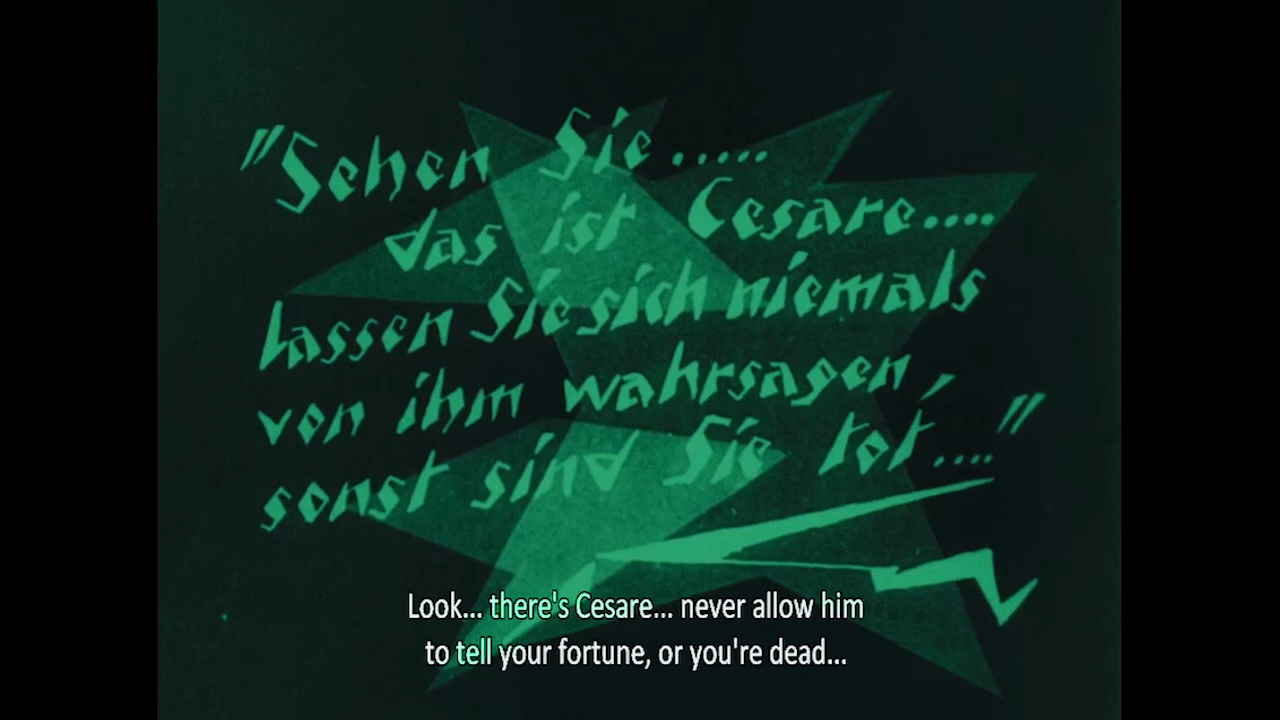 "Sehen Sie.....
das ist Cesare....
lassen Sie sich niemals
von ihm wahrsagen,
sonst sind Sie tot...."
Look... there's Cesare... never allow him
to tell your fortune, or you're dead...